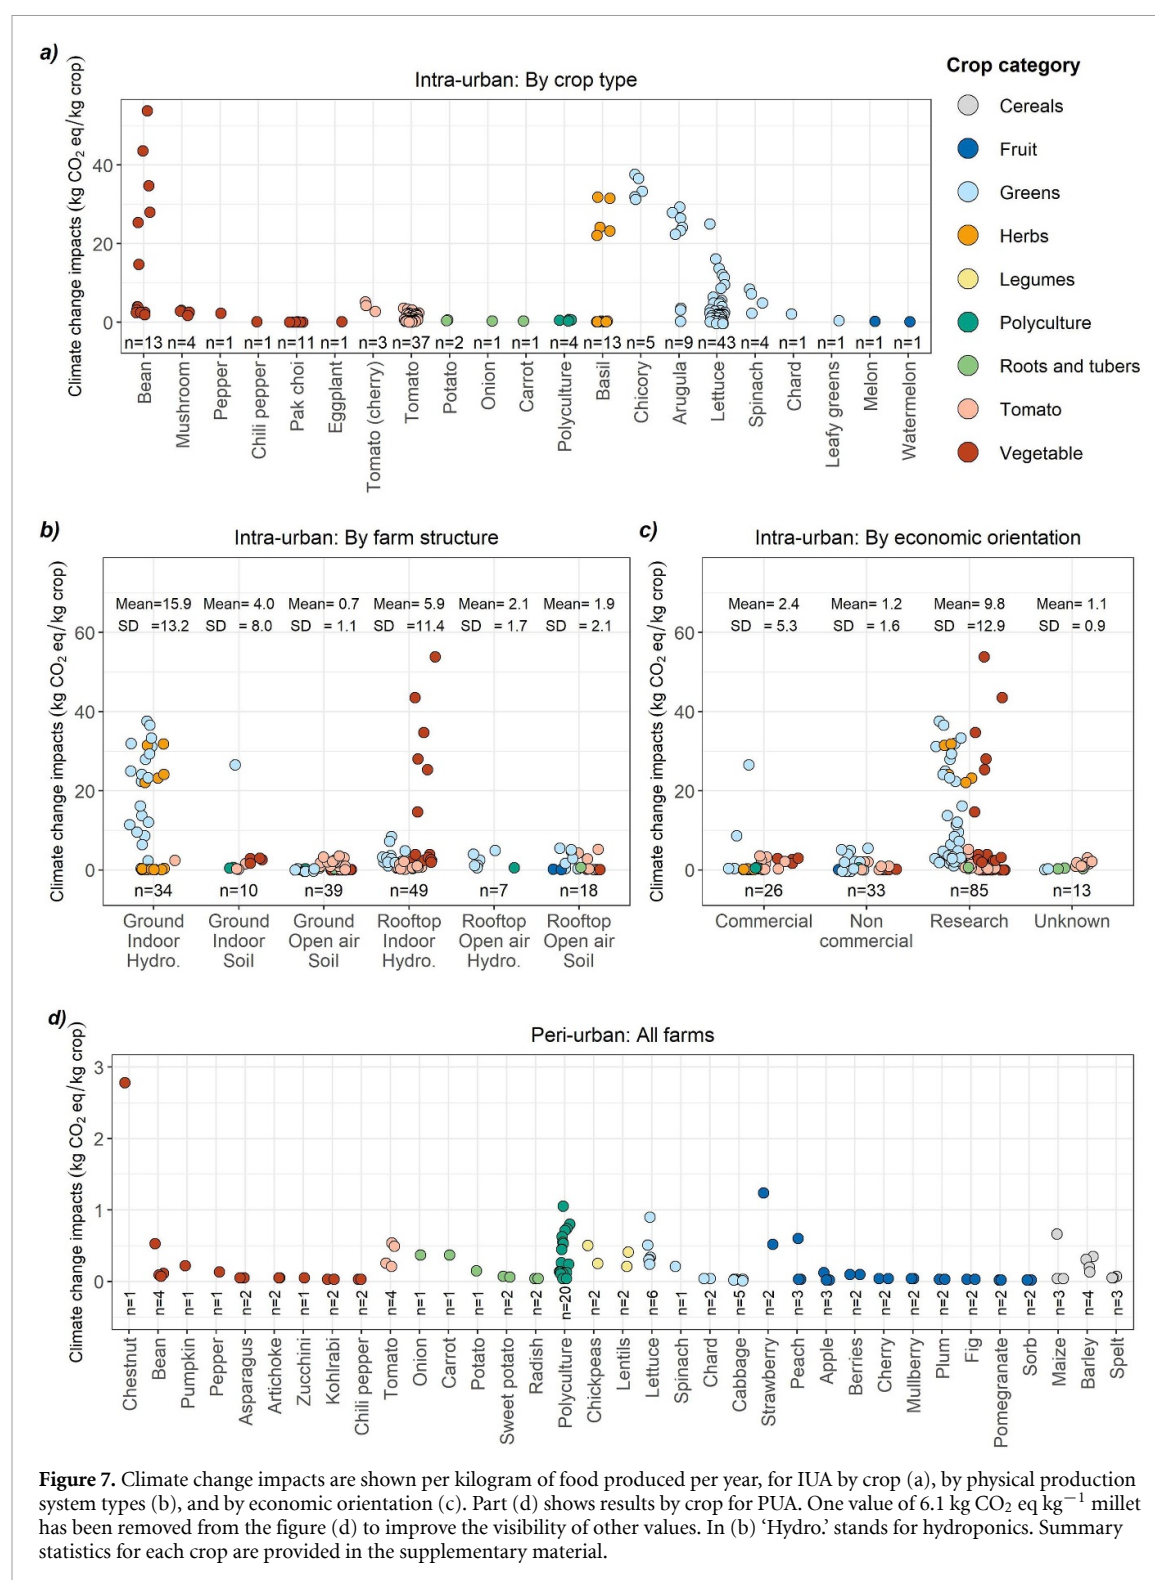 a)
Intra-urban: By crop type
Climate change impacts (kg CO₂ eq/kg crop)
40
20
0
n=13 n=4 n=1 n=1 n=11 n=1 n=3 n=37 n=2 n=1 n=1 n=4 n=13 n=5 n=9 n=43 n=4 n=1 n=1 n=1 n=1
Bean
Mushroom
Pepper
Chili pepper
Pak choi
Eggplant
Tomato (cherry)
Tomato
Potato
Onion
Carrot
Polyculture
Basil
Chicory
Arugula
Lettuce
Spinach
Chard
Leafy greens
Melon
Watermelon
Crop category
Cereals
Fruit
Greens
Herbs
Legumes
Polyculture
Roots and tubers
Tomato
Vegetable
b)
Intra-urban: By farm structure
Climate change impacts (kg CO₂ eq/kg crop)
Mean=15.9 Mean= 4.0 Mean= 0.7 Mean= 5.9 Mean= 2.1 Mean= 1.9
SD =13.2 SD = 8.0 SD = 1.1 SD =11.4 SD = 1.7 SD = 2.1
60
40
20
0
n=34 n=10 n=39 n=49 n=7 n=18
Ground Ground Ground Rooftop Rooftop Rooftop
Indoor Indoor Open air Indoor Open air Open air
Hydro. Soil Soil Hydro. Hydro. Soil
c)
Intra-urban: By economic orientation
Climate change impacts (kg CO₂ eq/kg crop)
Mean= 2.4 Mean= 1.2 Mean= 9.8 Mean= 1.1
SD = 5.3 SD = 1.6 SD =12.9 SD = 0.9
60
40
20
0
n=26 n=33 n=85 n=13
Commercial Non Research Unknown
commercial
d)
Peri-urban: All farms
Climate change impacts (kg CO₂ eq/kg crop)
3
2
1
0
n=1 n=4 n=1 n=1 n=2 n=2 n=1 n=2 n=2 n=4 n=1 n=1 n=1 n=2 n=2 n=20 n=2 n=2 n=6 n=1 n=2 n=5 n=2 n=3 n=3 n=2 n=2 n=2 n=2 n=2 n=2 n=2 n=3 n=4 n=3
Chestnut
Bean
Pumpkin
Pepper
Asparagus
Artichoke
Zucchini
Kohlrabi
Chili pepper
Tomato
Onion
Carrot
Potato
Sweet potato
Radish
Polyculture
Chickpeas
Lentils
Lettuce
Spinach
Chard
Cabbage
Strawberry
Peach
Apple
Berries
Cherry
Mullberry
Plum
Fig
Pomegranate
Sorb
Maize
Barley
Spelt
Figure 7. Climate change impacts are shown per kilogram of food produced per year, for IUA by crop (a), by physical production
system types (b), and by economic orientation (c). Part (d) shows results by crop for PUA. One value of 6.1 kg CO₂ eq kg⁻¹ millet
has been removed from the figure (d) to improve the visibility of other values. In (b) ‘Hydro.’ stands for hydroponics. Summary
statistics for each crop are provided in the supplementary material.